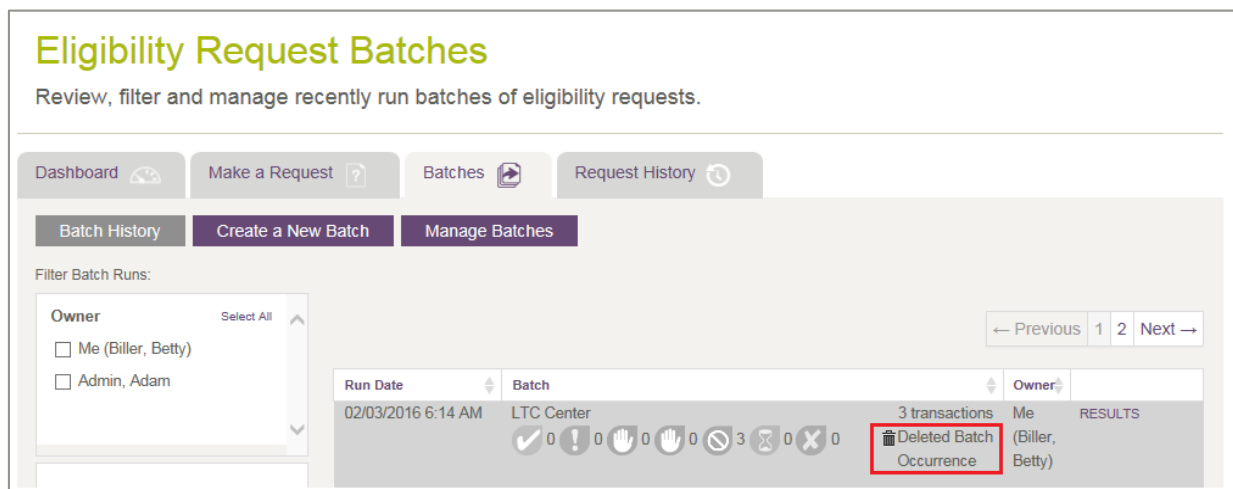 Eligibility Request Batches
Review, filter and manage recently run batches of eligibility requests.
Dashboard
Make a Request ?
Batches
Request History
Batch History
Create a New Batch
Manage Batches
Filter Batch Runs:
Owner Select All
Me (Biller, Betty)
Admin, Adam
← Previous 1 2 Next →
Run Date Batch Owner
02/03/2016 6:14 AM LTC Center 3 transactions Me RESULTS
0 ! 0 0 0 3 0 0 Deleted Batch (Biller,
Occurrence Betty)